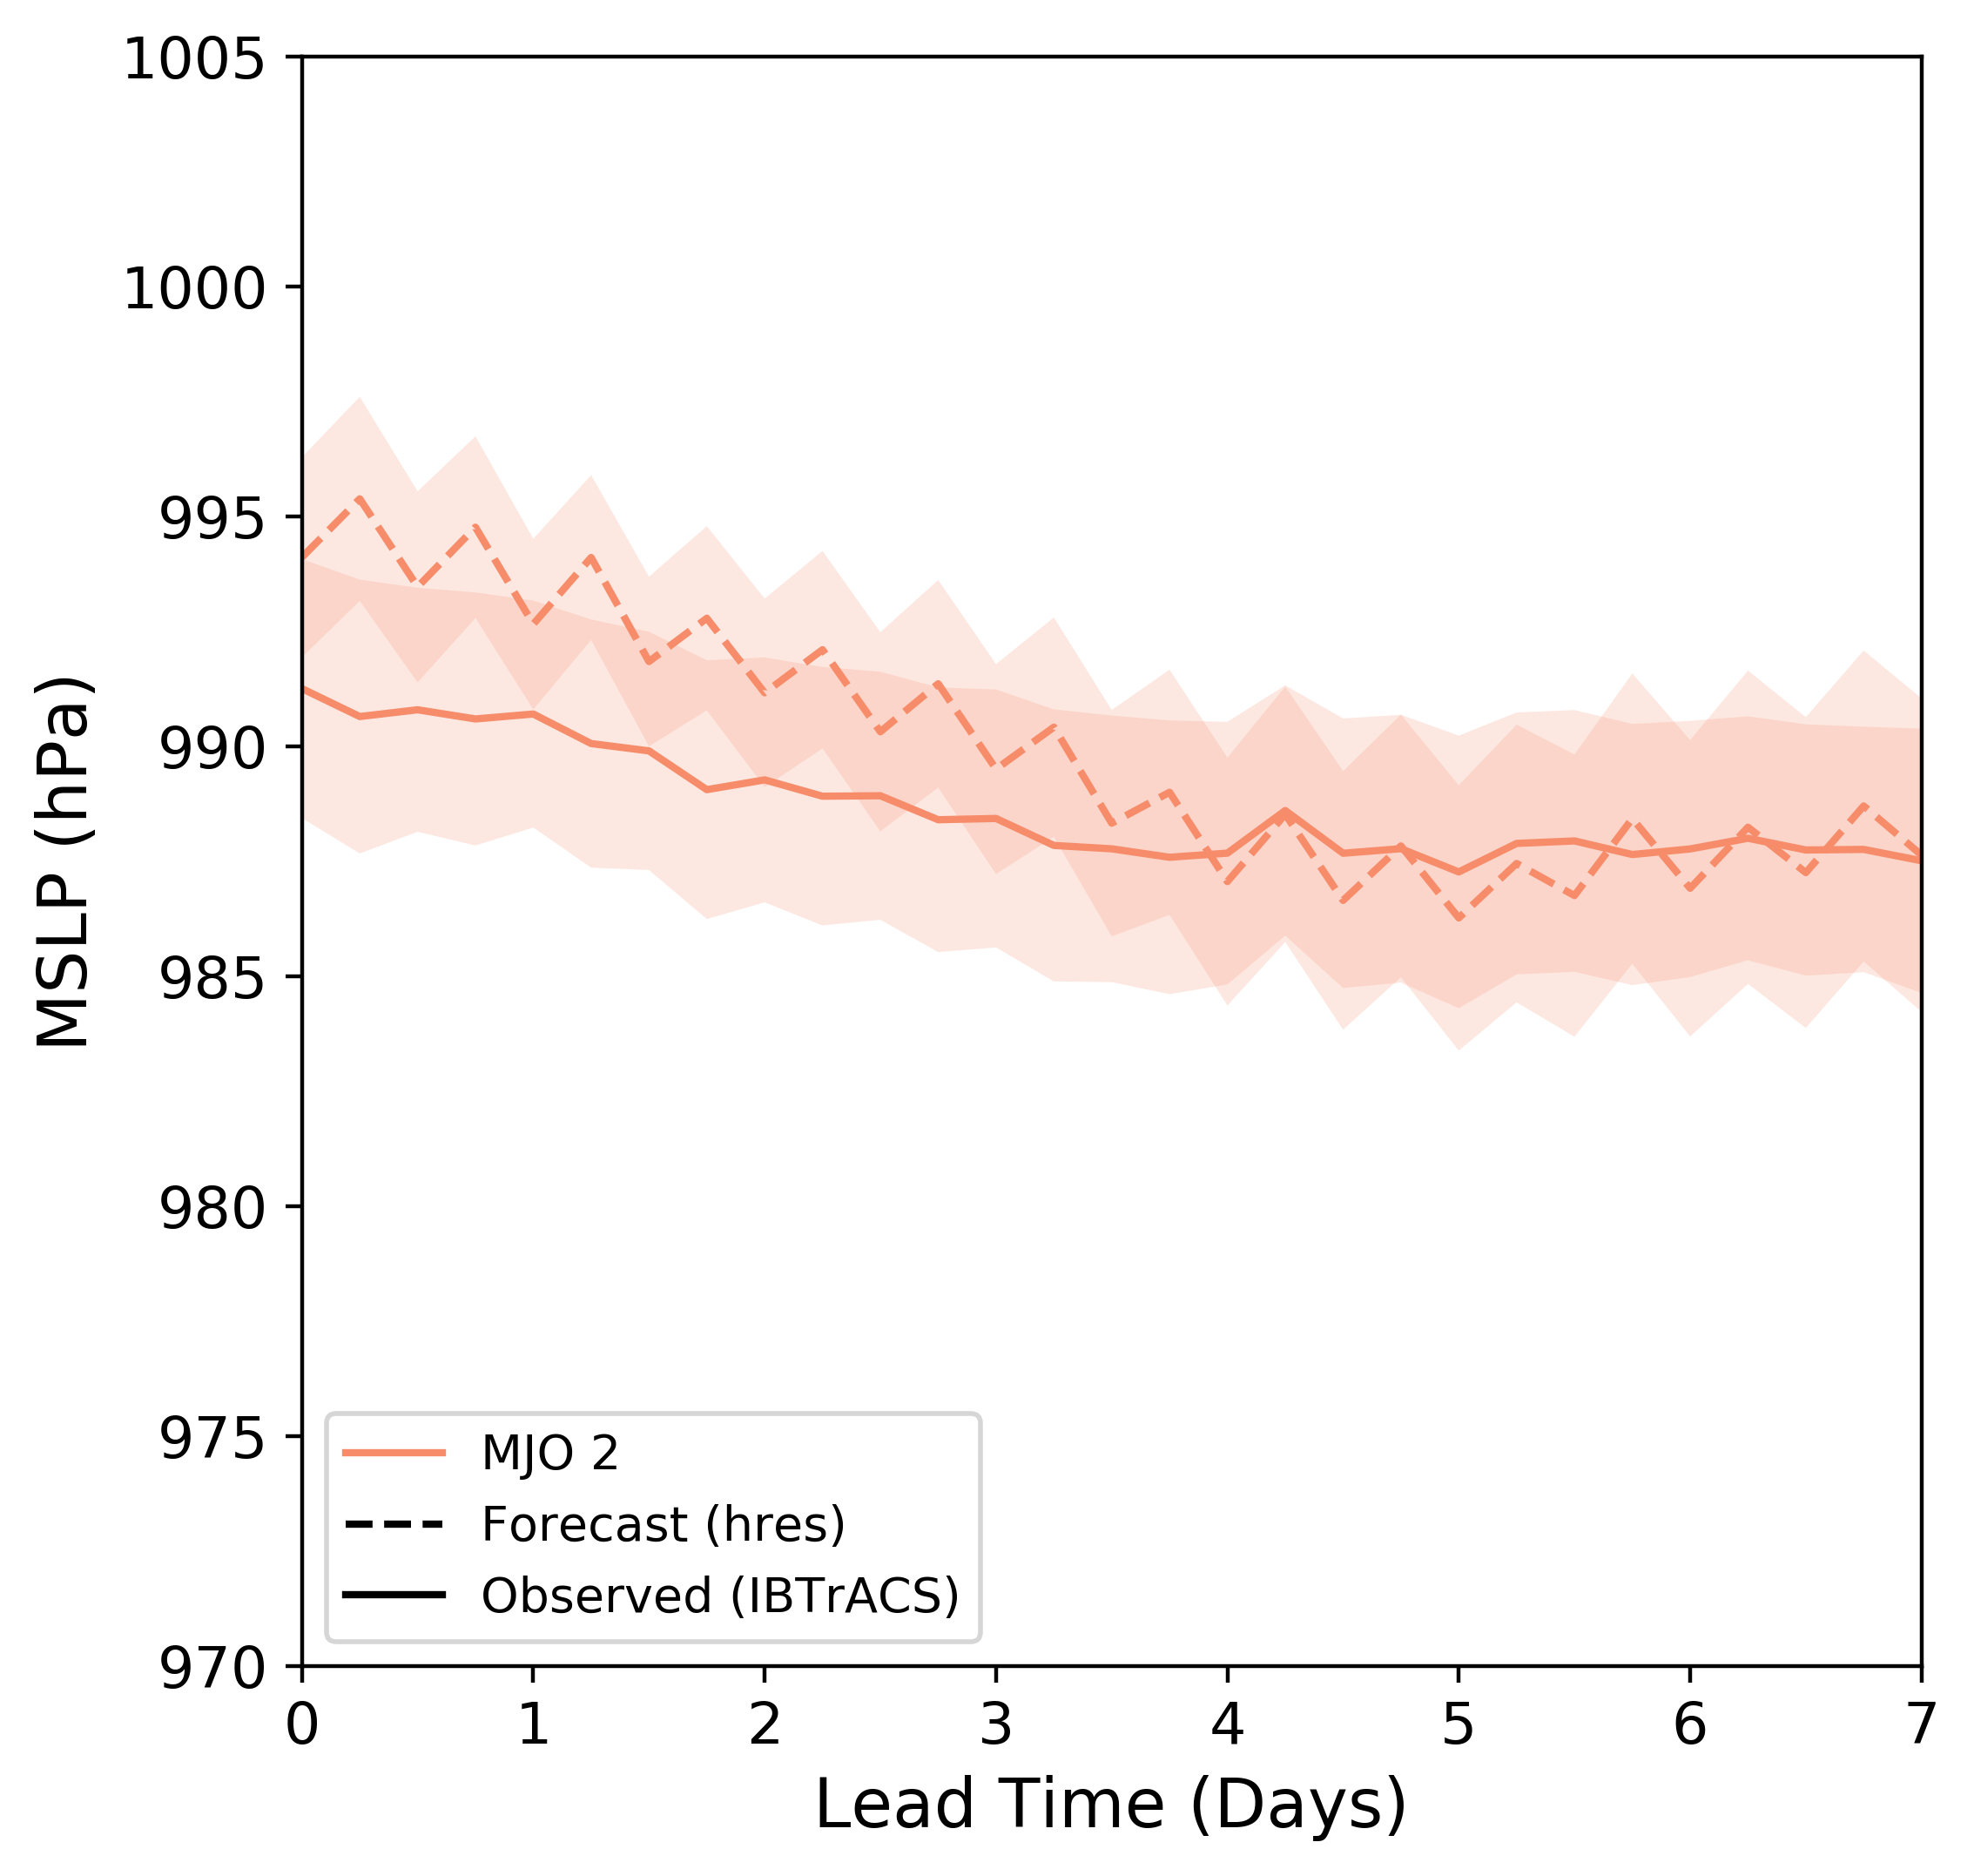 MSLP (hPa)
1005
1000
995
990
985
980
975
970
MJO 2
Forecast (hres)
Observed (IBTrACS)
0 1 2 3 4 5 6 7
Lead Time (Days)